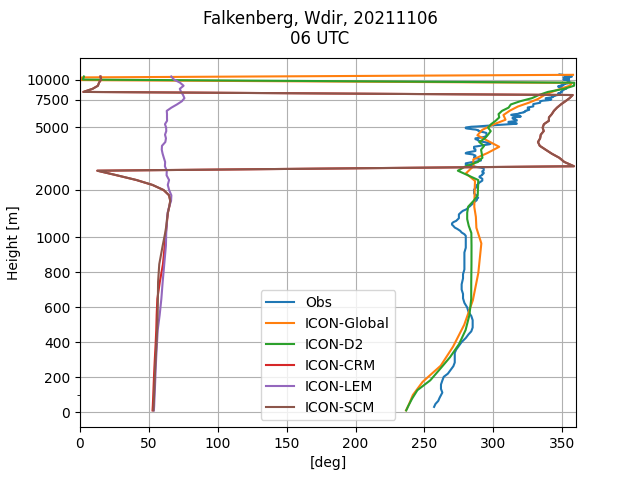 Falkenberg, Wdir, 20211106
06 UTC
10000
7500
5000
2000
1000
800
600
400
200
0
Height [m]
Obs
ICON-Global
ICON-D2
ICON-CRM
ICON-LEM
ICON-SCM
0 50 100 150 200 250 300 350
[deg]